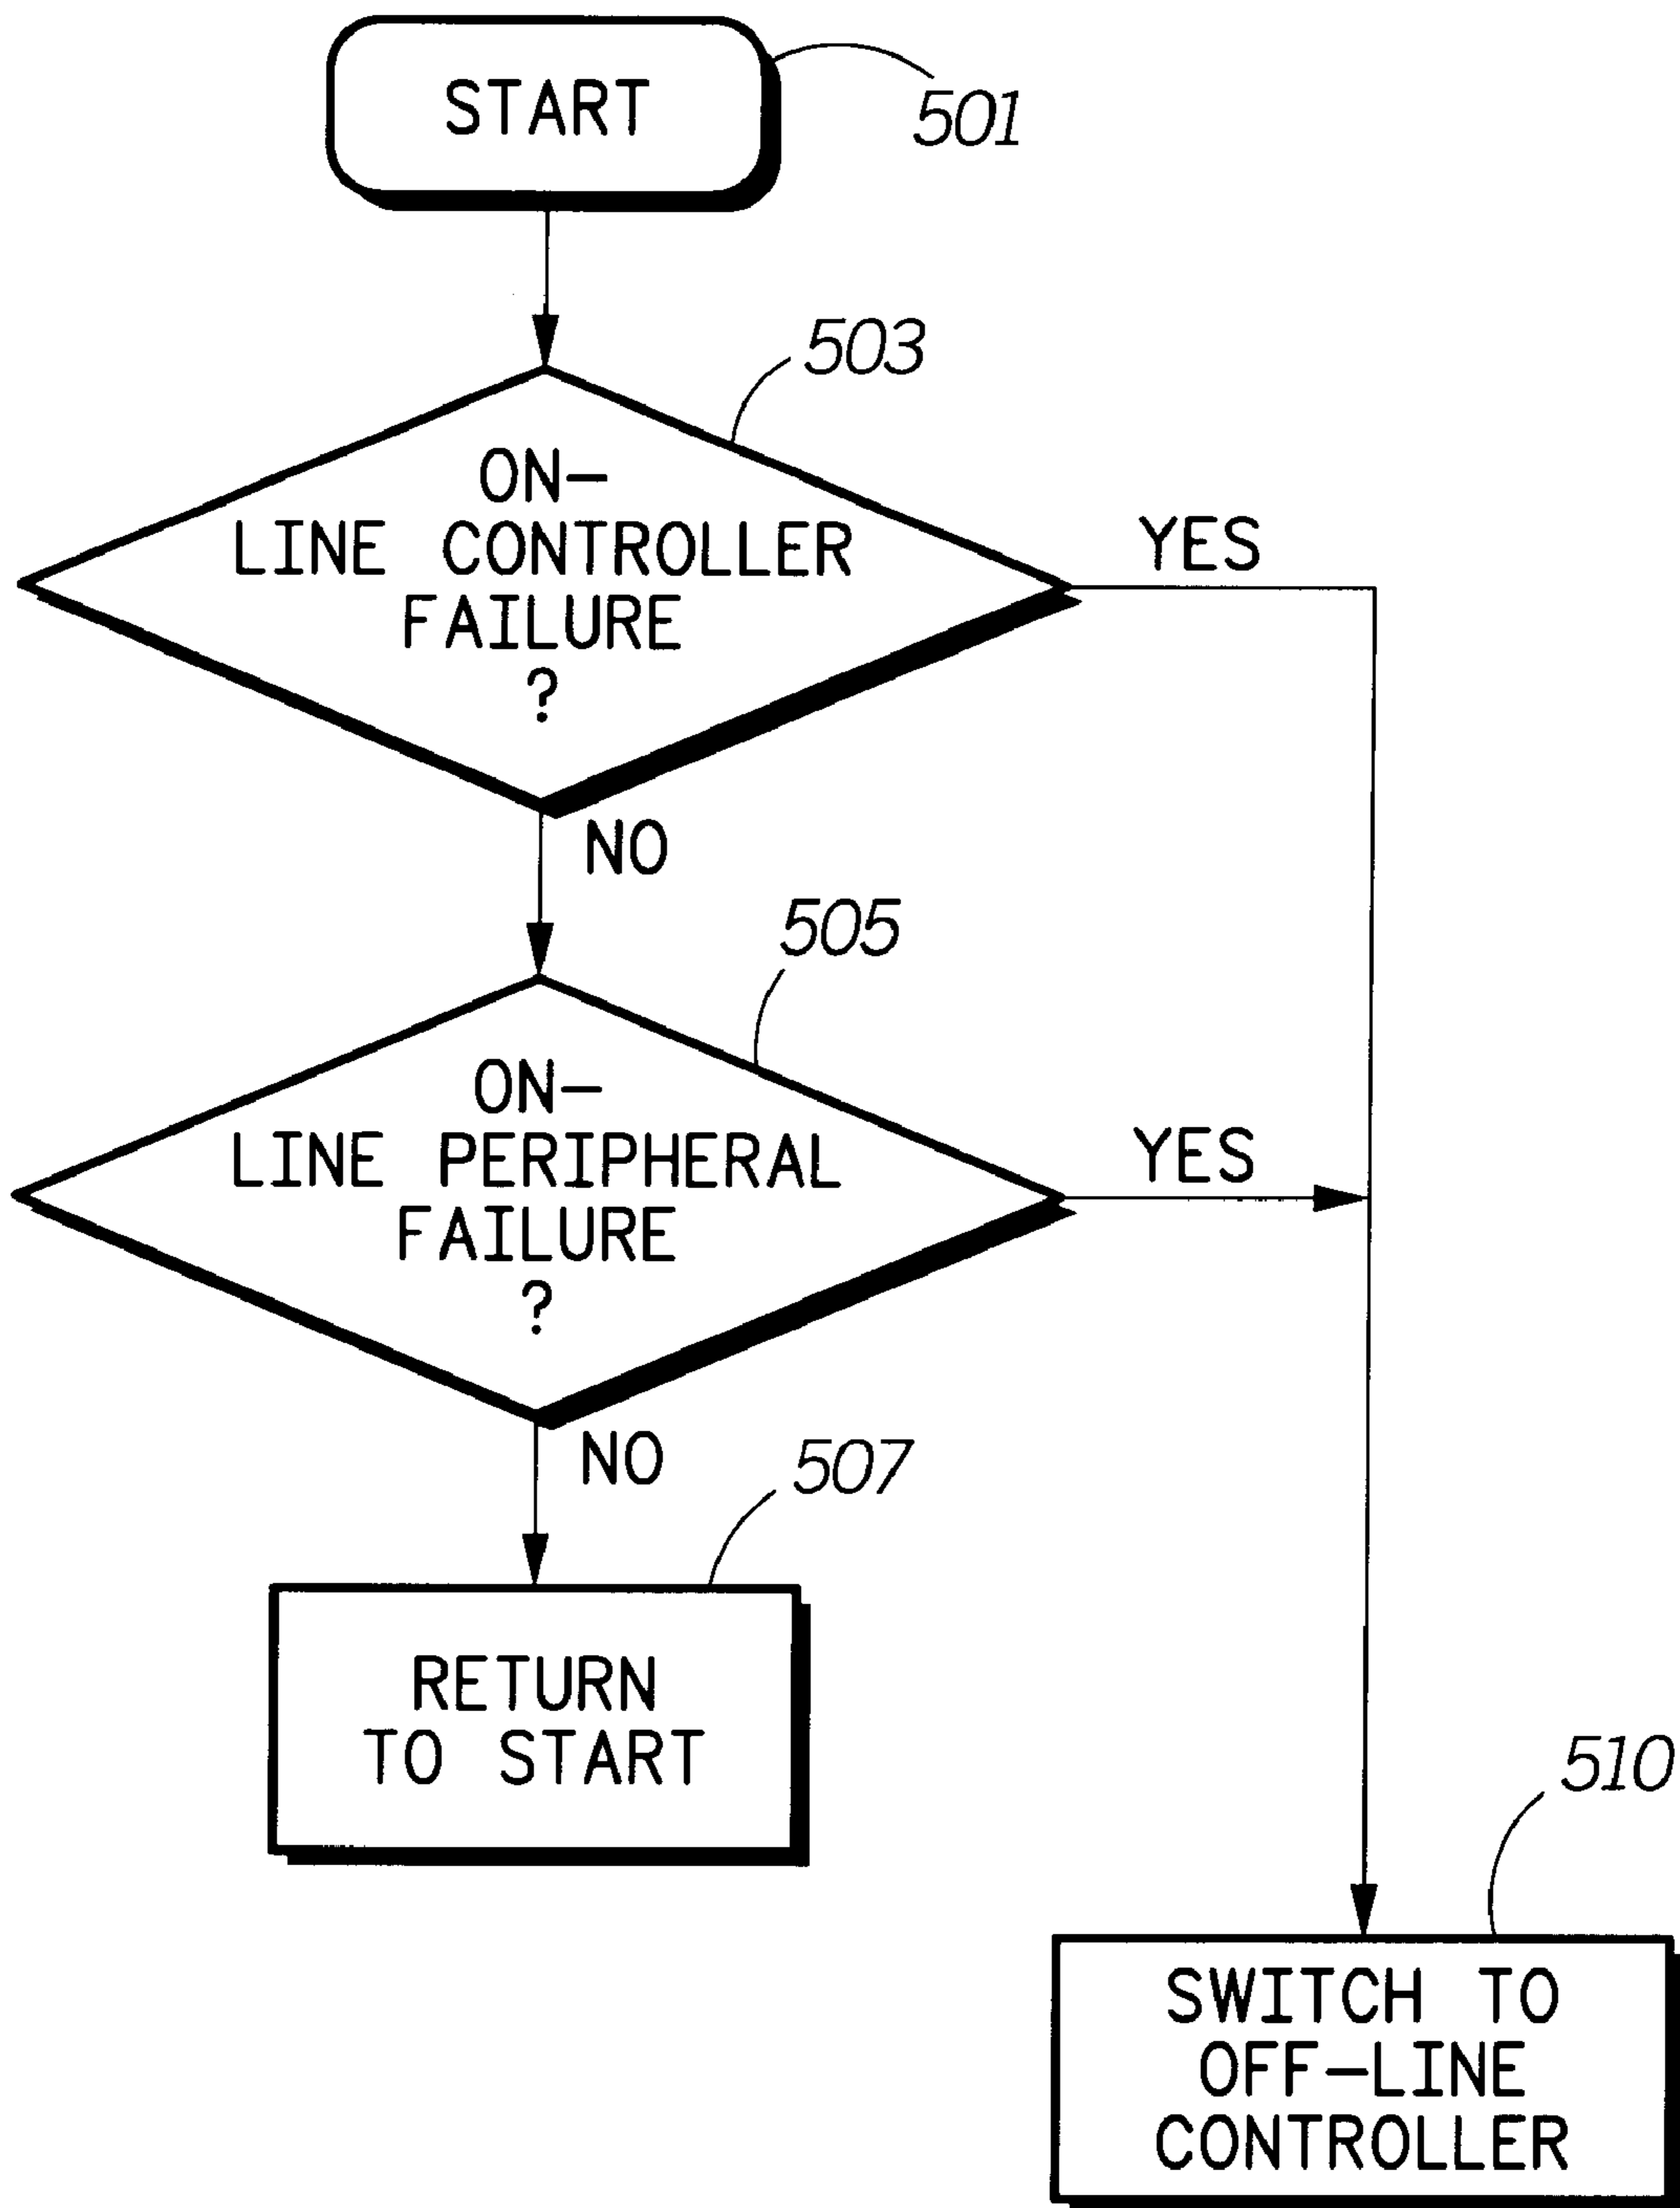 START
501
503
ON-
LINE CONTROLLER
FAILURE
?
YES
NO
505
ON-
LINE PERIPHERAL
FAILURE
?
YES
NO
507
RETURN
TO START
510
SWITCH TO
OFF-LINE
CONTROLLER